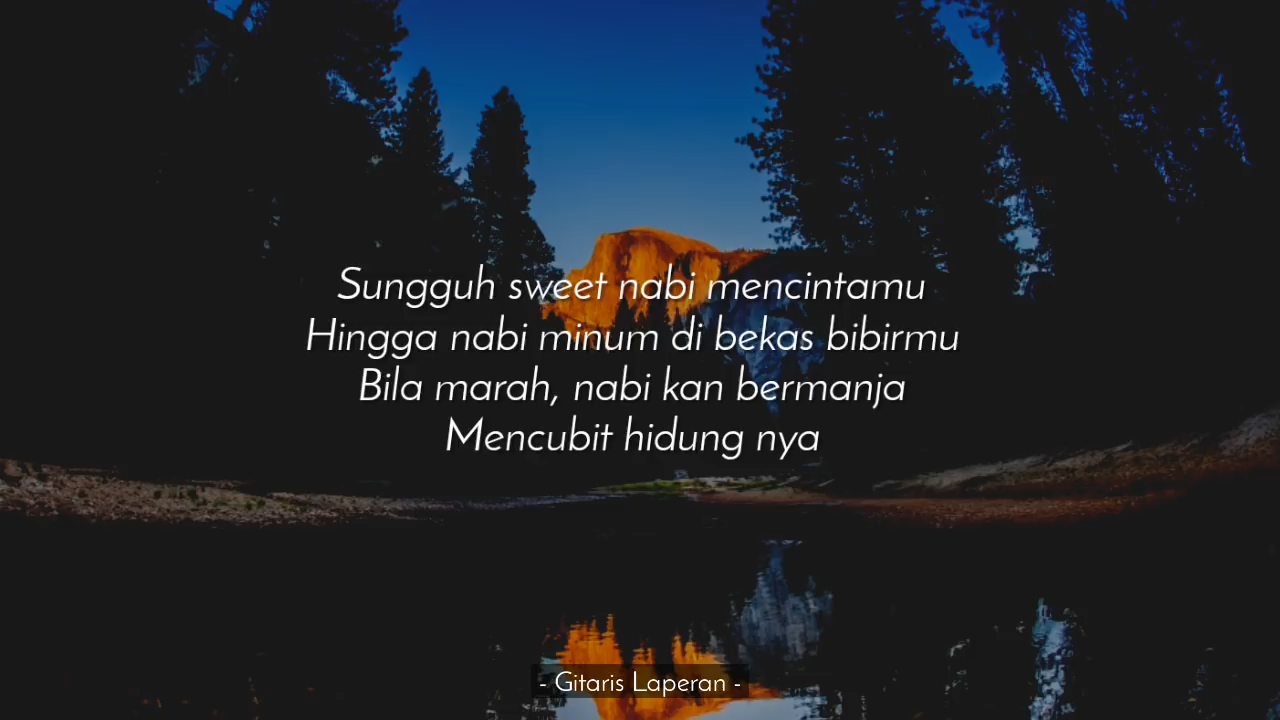 Sungguh sweet nabi mencintamu
Hingga nabi minum di bekas bibirmu
Bila marah, nabi kan bermanja
Mencubit hidung nya
- Gitaris Laperan -